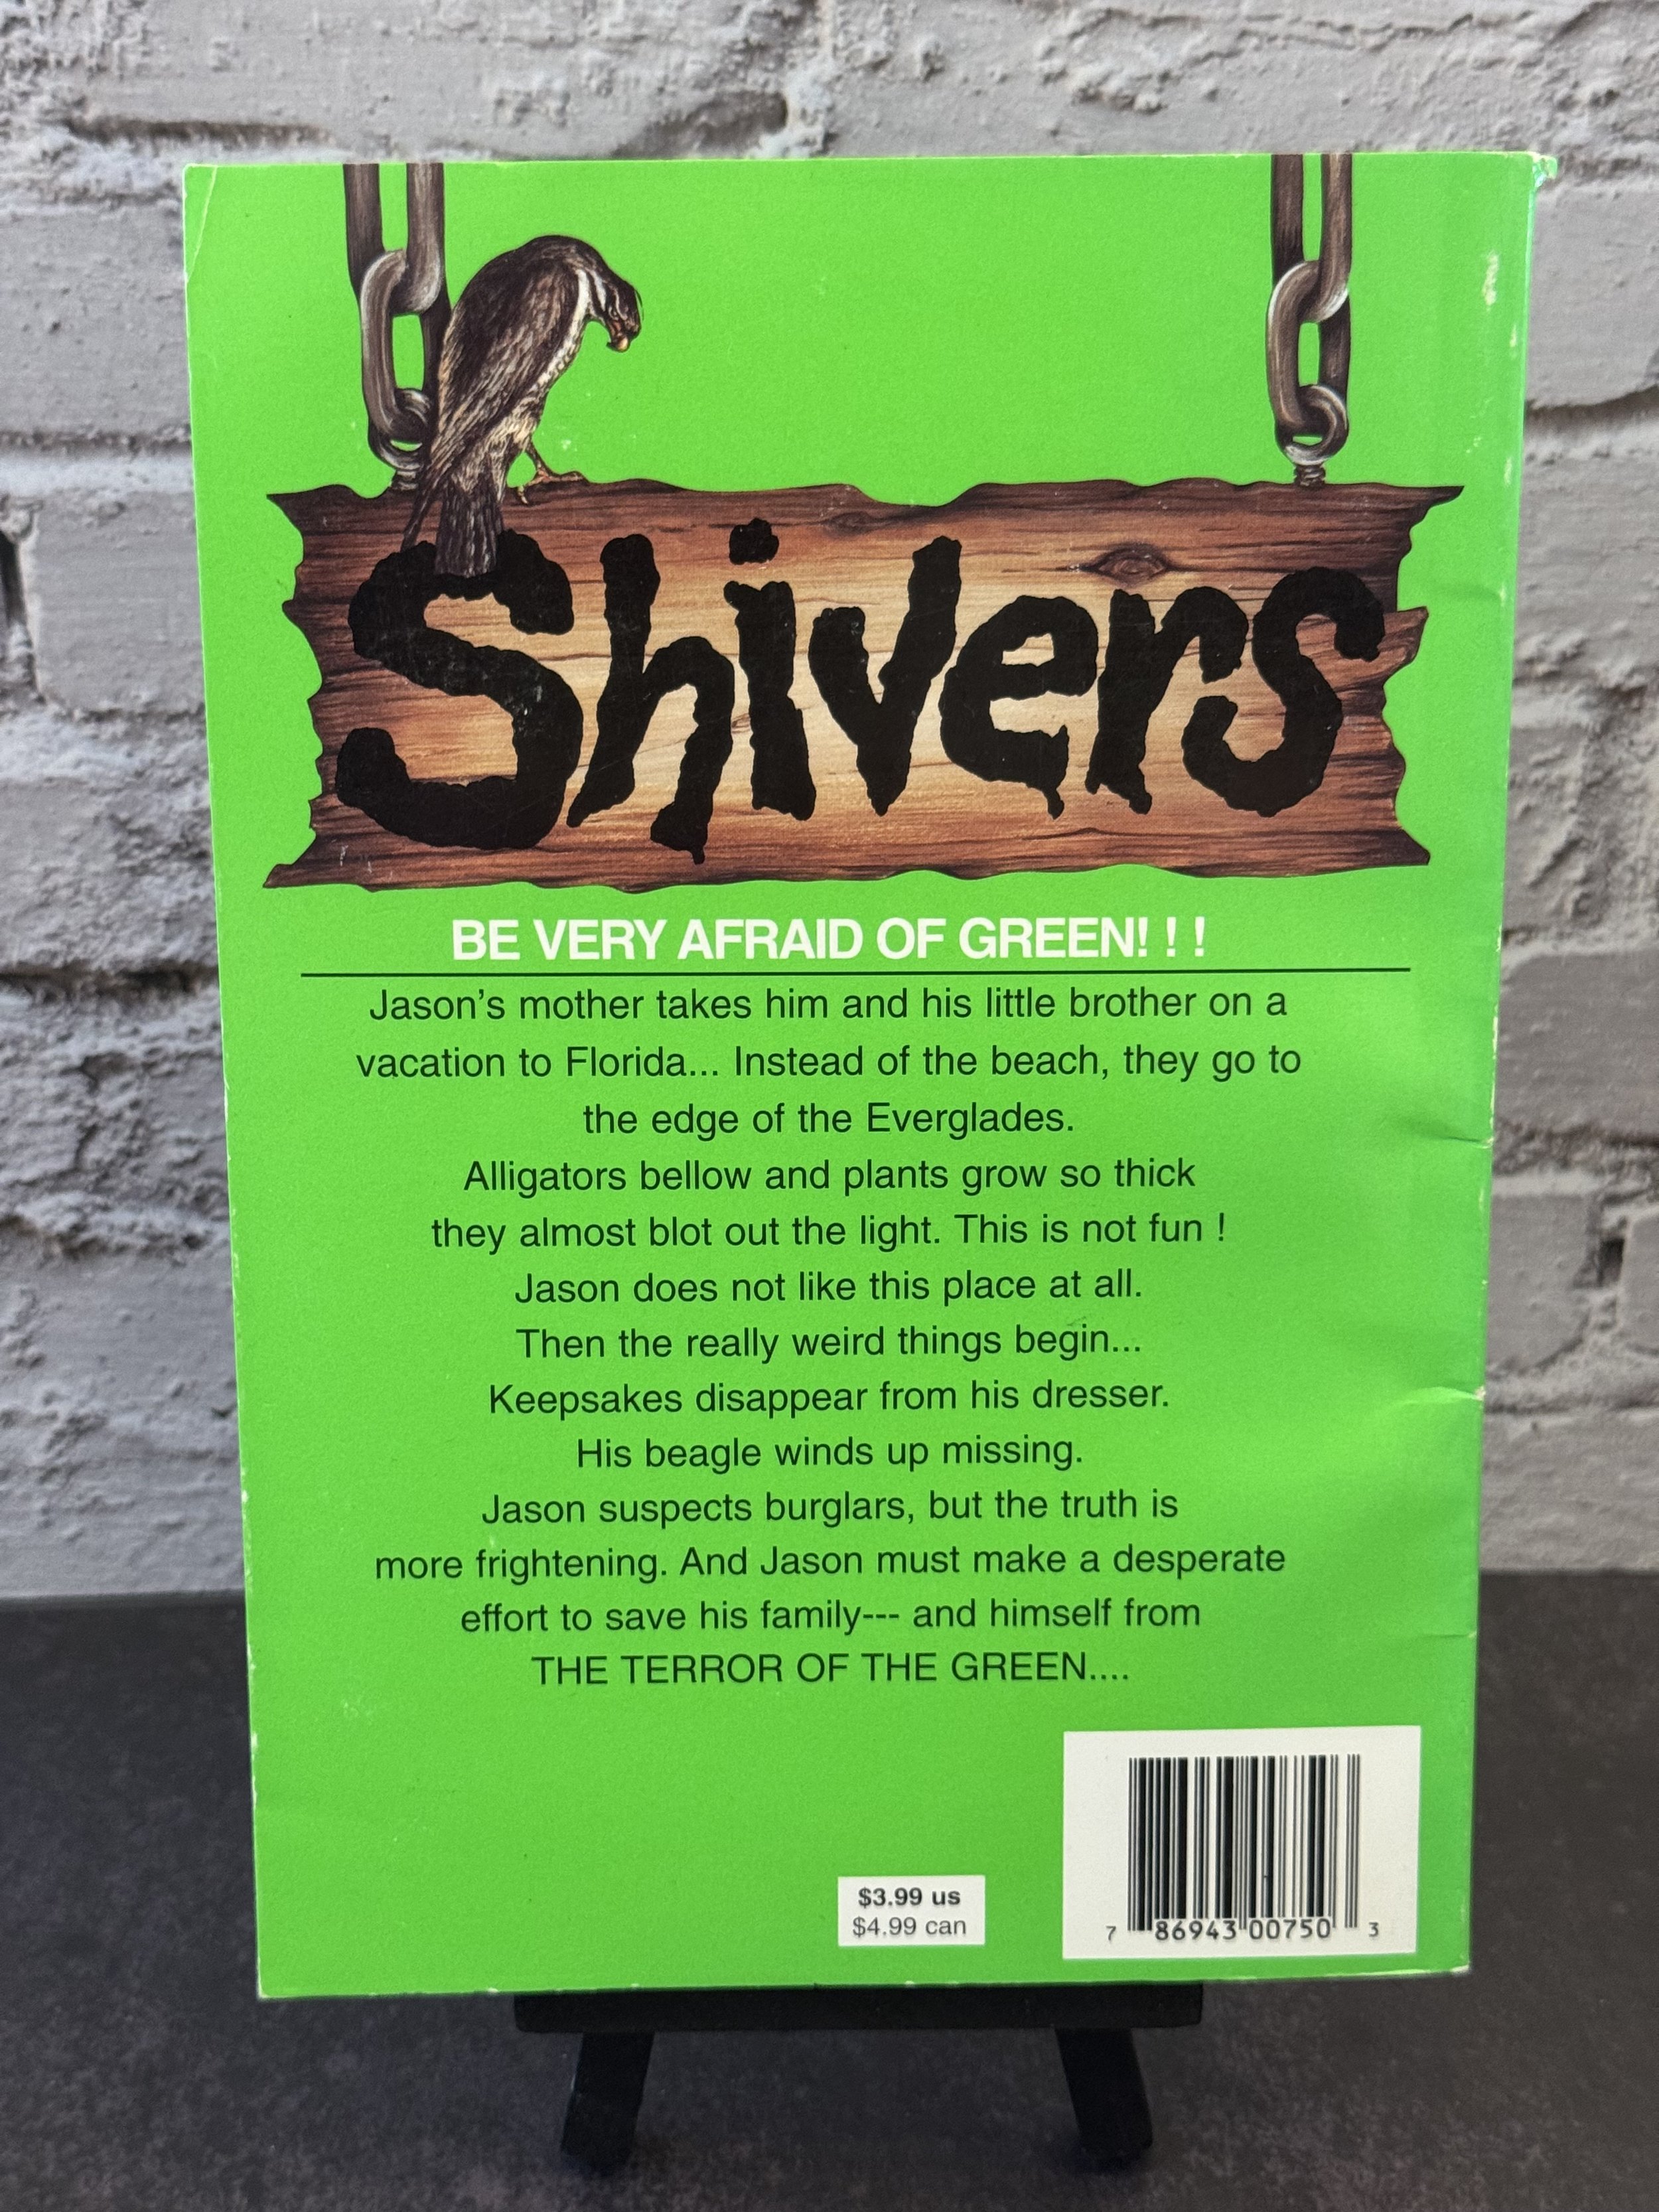 Shivers
BE VERY AFRAID OF GREEN! ! !
Jason's mother takes him and his little brother on a
vacation to Florida... Instead of the beach, they go to
the edge of the Everglades.
Alligators bellow and plants grow so thick
they almost blot out the light. This is not fun !
Jason does not like this place at all.
Then the really weird things begin...
Keepsakes disappear from his dresser.
His beagle winds up missing.
Jason suspects burglars, but the truth is
more frightening. And Jason must make a desperate
effort to save his family--- and himself from
THE TERROR OF THE GREEN....
$3.99 us
$4.99 can
7 86943 00750 3